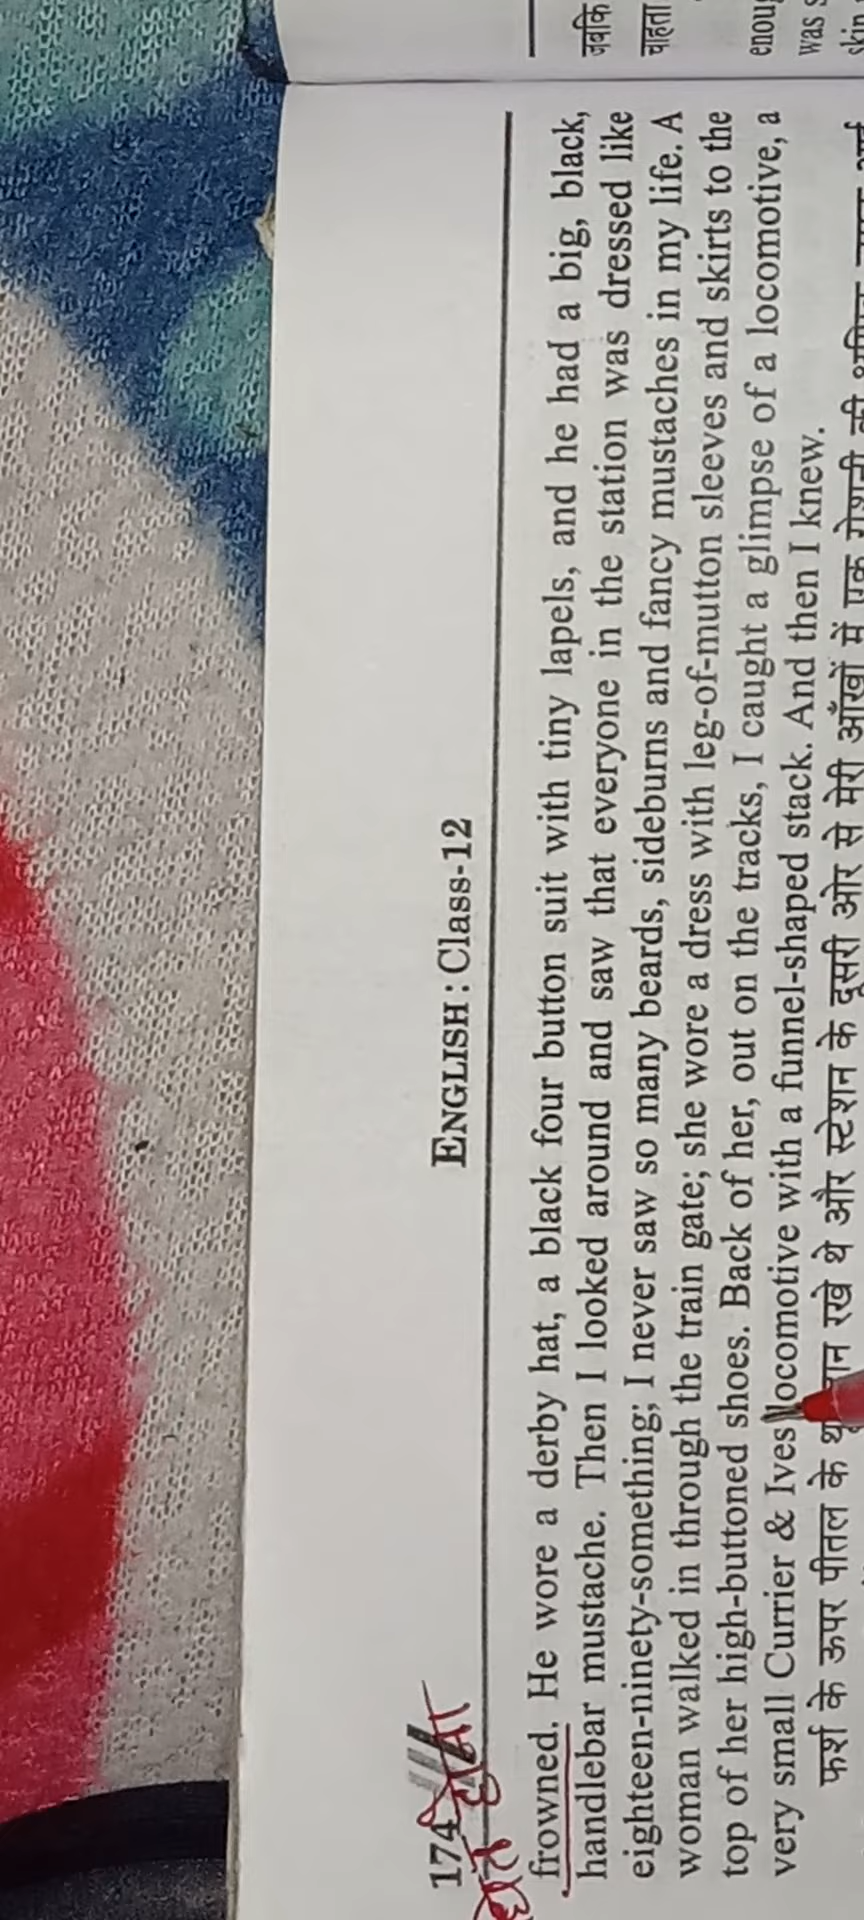 174 ENGLISH : Class-12
frowned. He wore a derby hat, a black four button suit with tiny lapels, and he had a big, black,
handlebar mustache. Then I looked around and saw that everyone in the station was dressed like
eighteen-ninety-something; I never saw so many beards, sideburns and fancy mustaches in my life. A
woman walked in through the train gate; she wore a dress with leg-of-mutton sleeves and skirts to the
top of her high-buttoned shoes. Back of her, out on the tracks, I caught a glimpse of a locomotive, a
very small Currier & Ives locomotive with a funnel-shaped stack. And then I knew.
फर्श के ऊपर पीतल के रखे थे और स्टेशन के दूसरी ओर से मेरी आँखों में एक रोशनी की
जबकि
चाहता